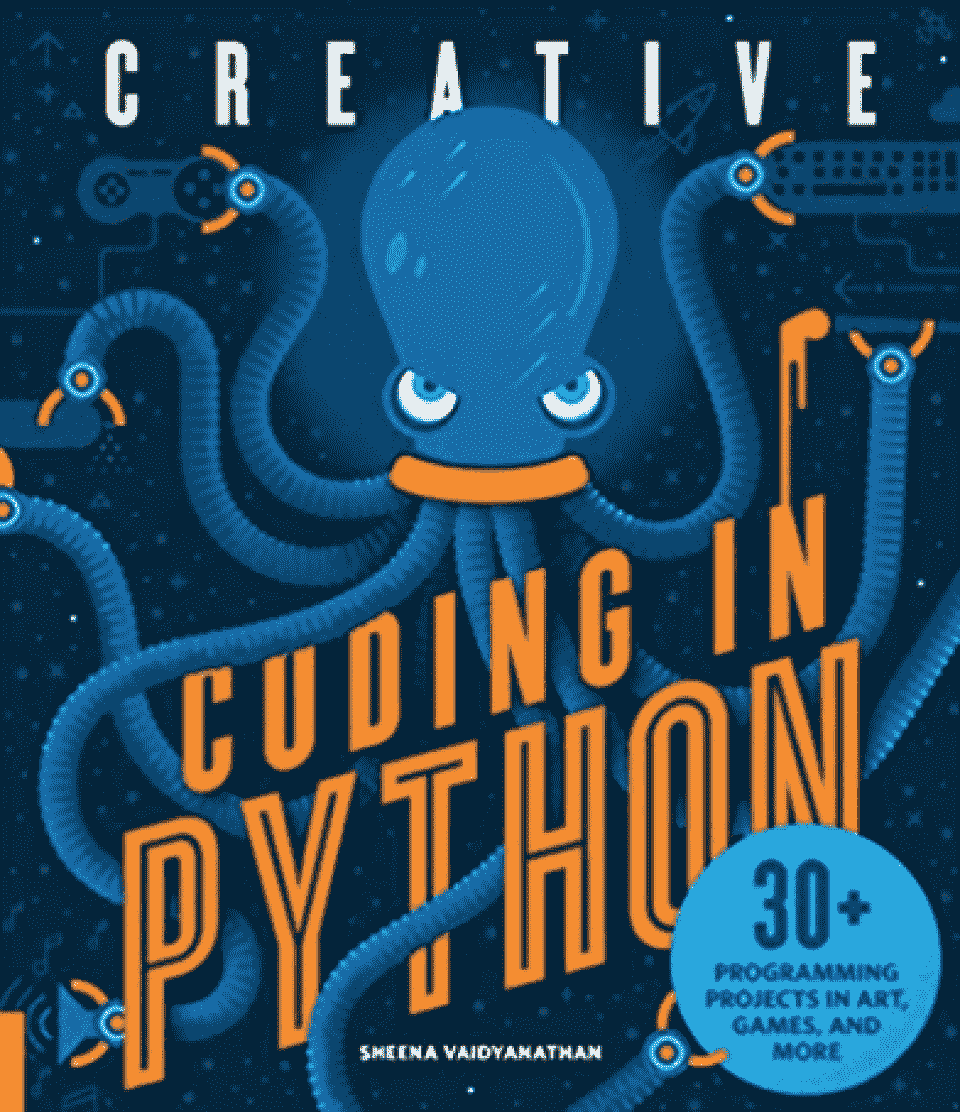 CREATIVE
CODING IN
PYTHON
30+
PROGRAMMING
PROJECTS IN ART,
GAMES, AND
MORE
SHEENA VAIDYANATHAN